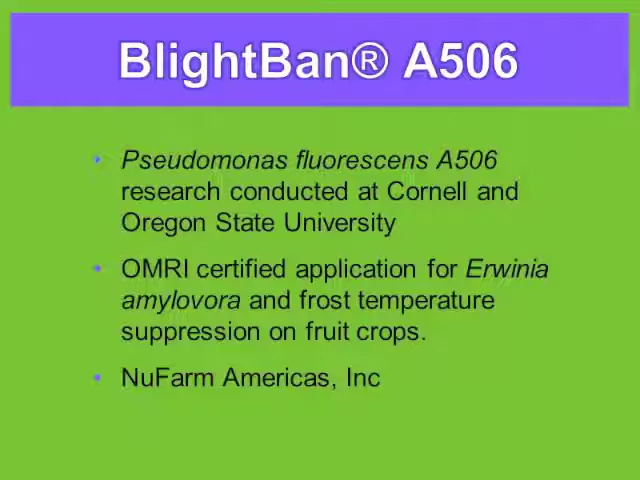 BlightBan® A506
• Pseudomonas fluorescens A506
research conducted at Cornell and
Oregon State University
• OMRI certified application for Erwinia
amylovora and frost temperature
suppression on fruit crops.
• NuFarm Americas, Inc